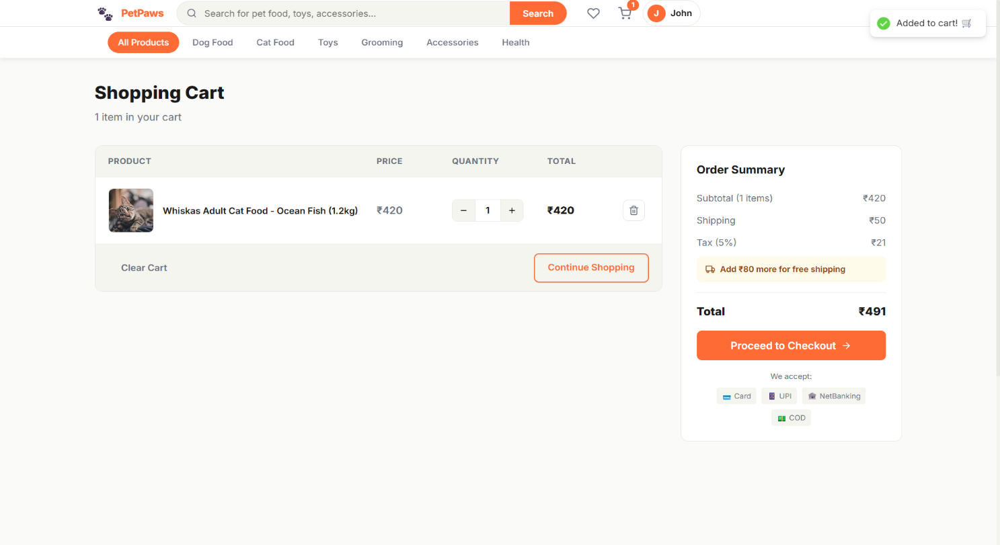 PetPaws
Search for pet food, toys, accessories...
Search
1
J
John
Added to cart!
All Products
Dog Food
Cat Food
Toys
Grooming
Accessories
Health
Shopping Cart
1 item in your cart
PRODUCT PRICE QUANTITY TOTAL
Whiskas Adult Cat Food - Ocean Fish (1.2kg) ₹420 − 1 + ₹420
Clear Cart
Continue Shopping
Order Summary
Subtotal (1 items) ₹420
Shipping ₹50
Tax (5%) ₹21
Add ₹80 more for free shipping
Total ₹491
Proceed to Checkout →
We accept:
Card UPI NetBanking
COD